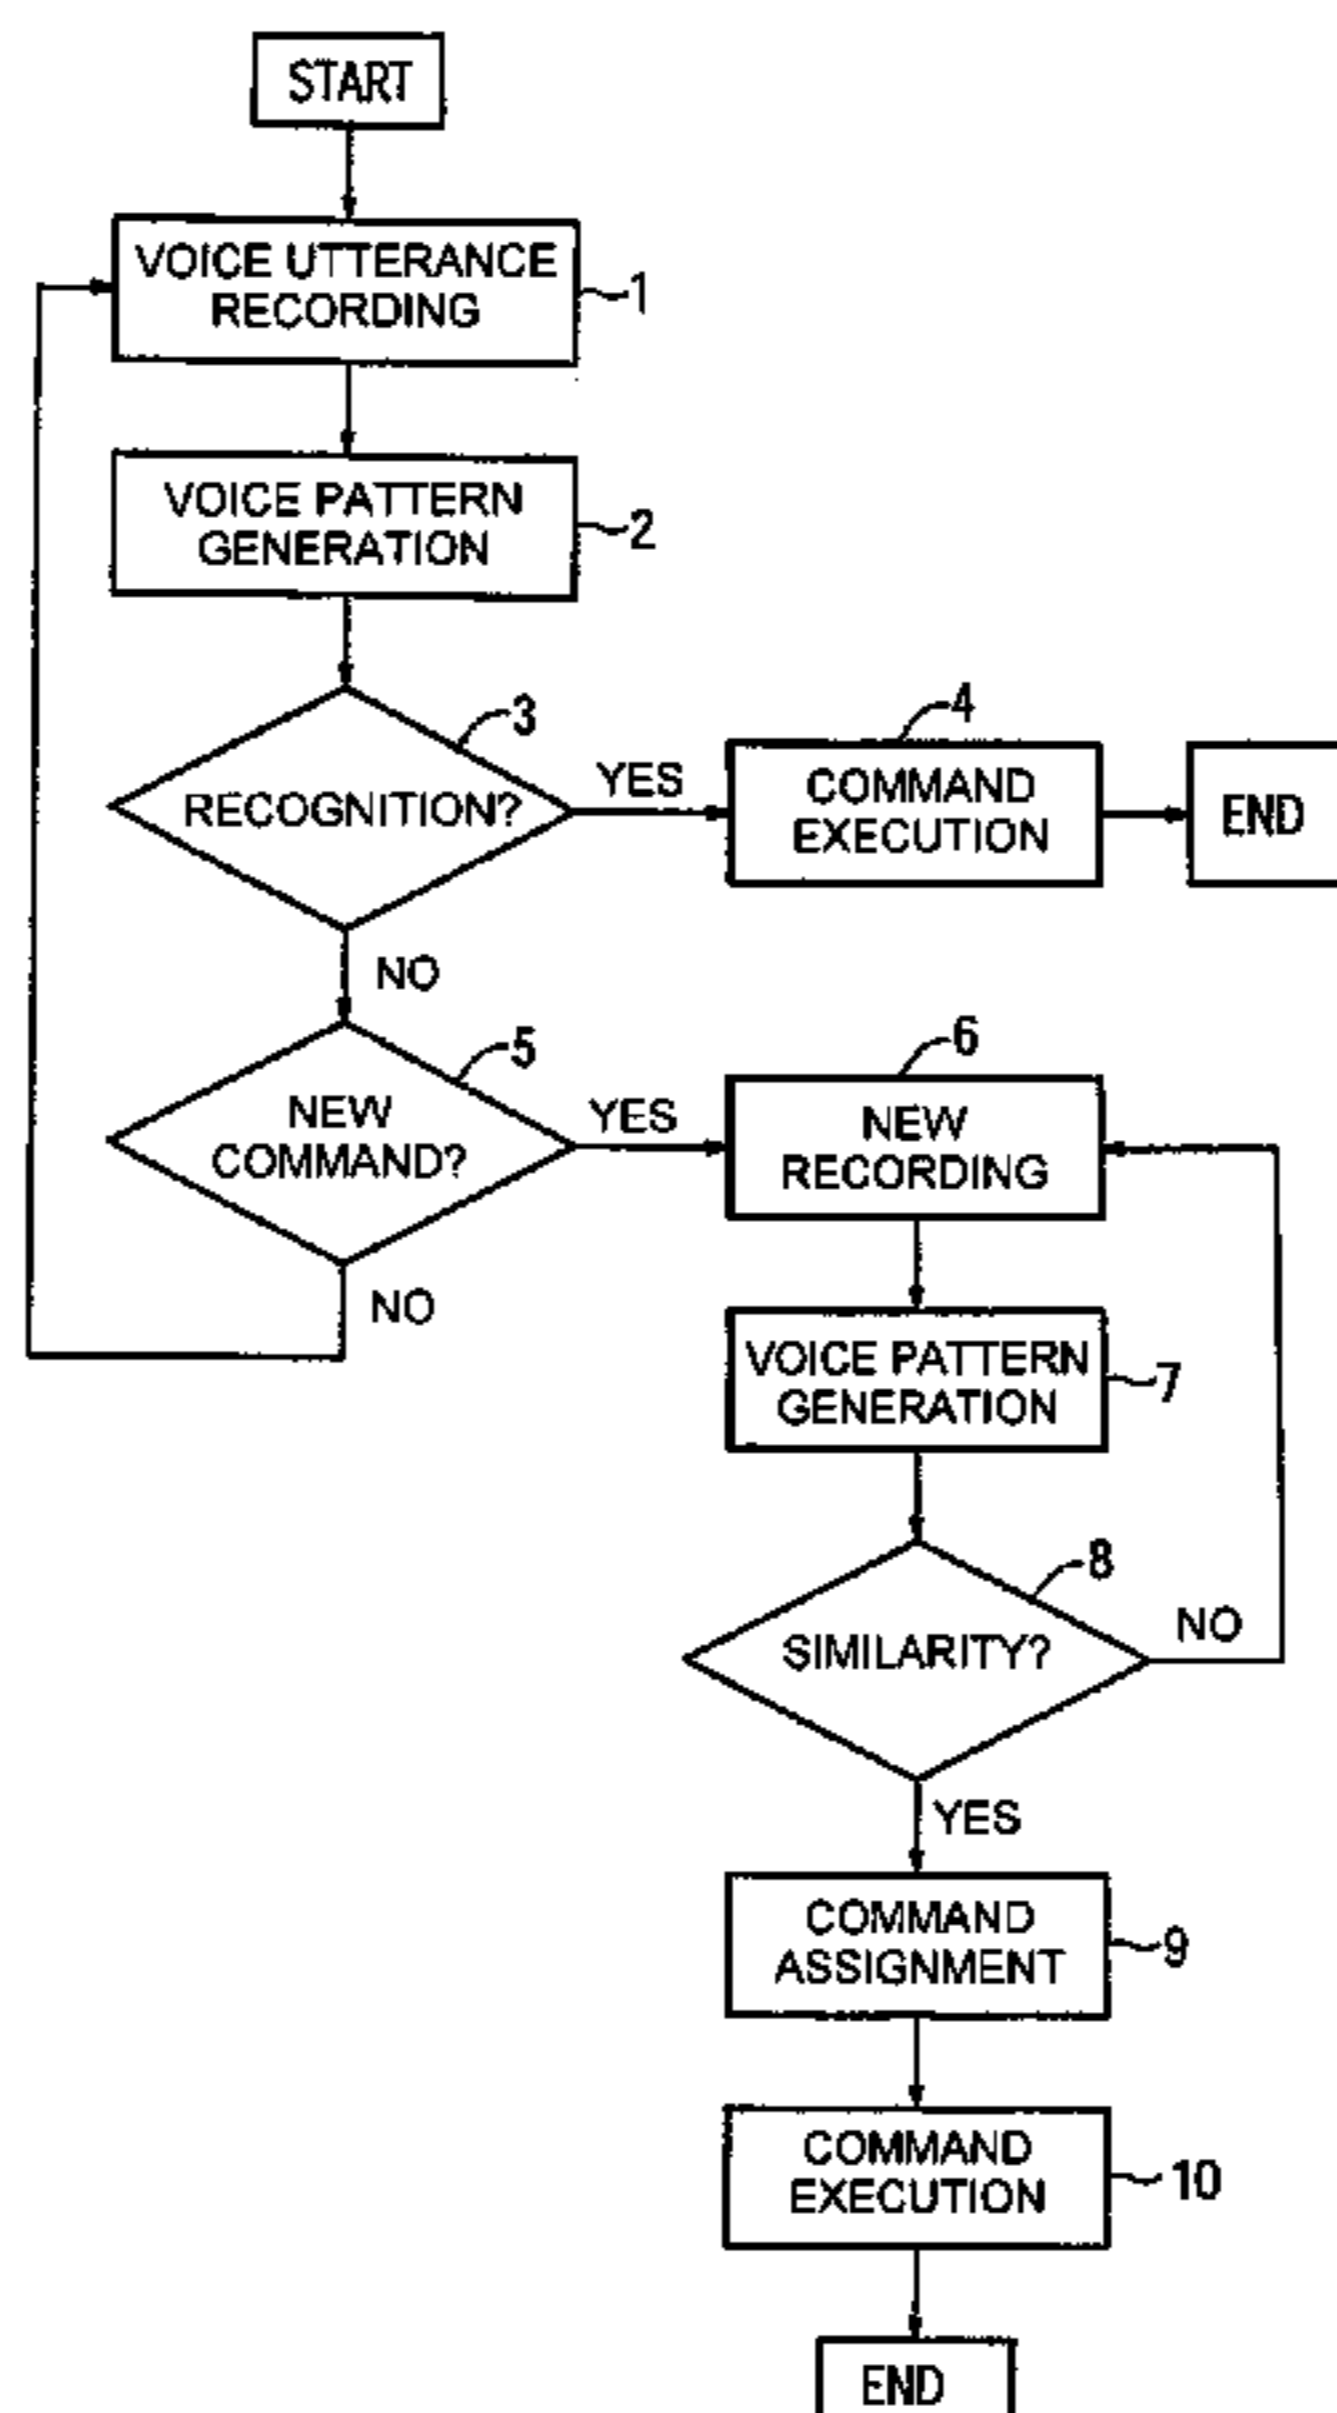 START
VOICE UTTERANCE
RECORDING
1
VOICE PATTERN
GENERATION
2
3
RECOGNITION?
YES
4
COMMAND
EXECUTION
END
NO
5
NEW
COMMAND?
YES
6
NEW
RECORDING
NO
VOICE PATTERN
GENERATION
7
8
SIMILARITY?
NO
YES
COMMAND
ASSIGNMENT
9
COMMAND
EXECUTION
10
END